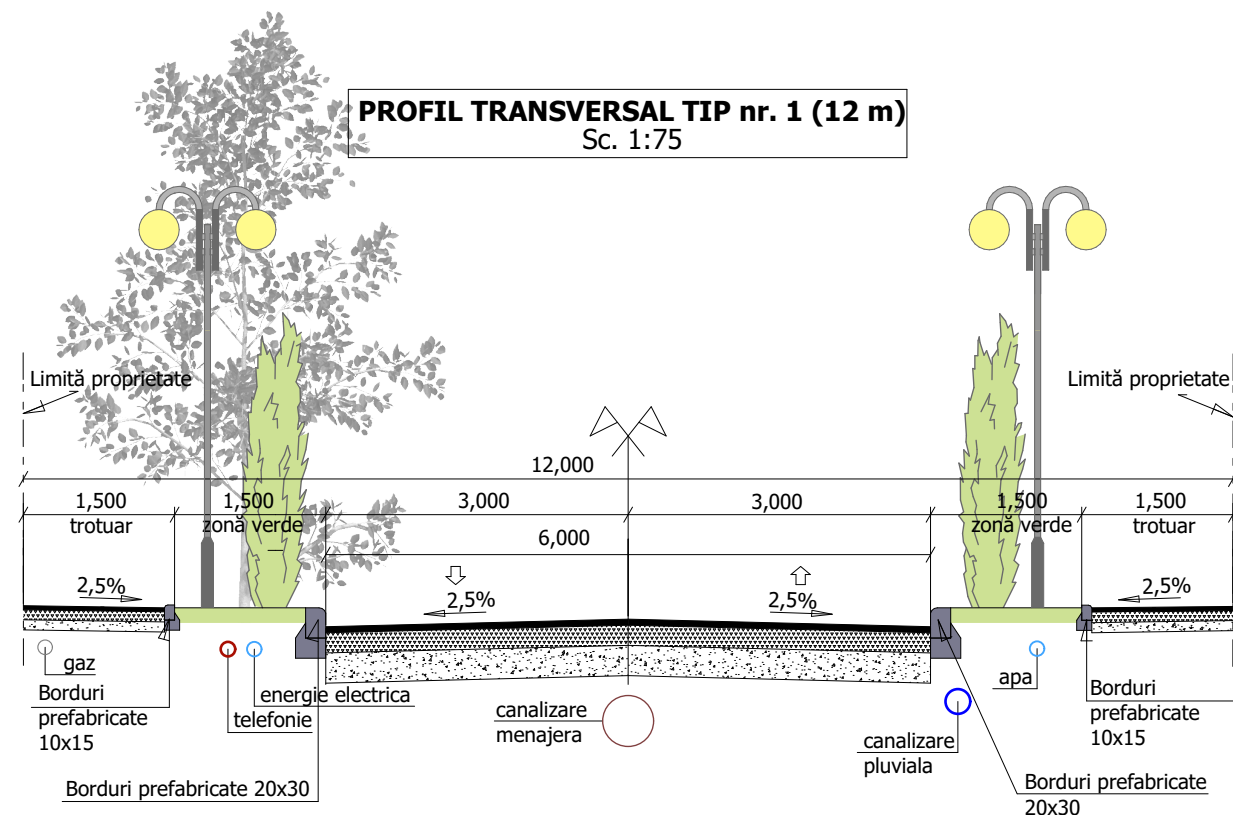 PROFIL TRANSVERSAL TIP nr. 1 (12 m)
Sc. 1:75
Limită proprietate
Limită proprietate
12,000
1,500
trotuar
1,500
zonă verde
3,000
3,000
1,500
zonă verde
1,500
trotuar
6,000
2,5%
2,5%
2,5%
2,5%
gaz
Borduri
prefabricate
10x15
energie electrica
telefonie
Borduri prefabricate 20x30
canalizare
menajera
canalizare
pluviala
apa
Borduri
prefabricate
10x15
Borduri prefabricate
20x30